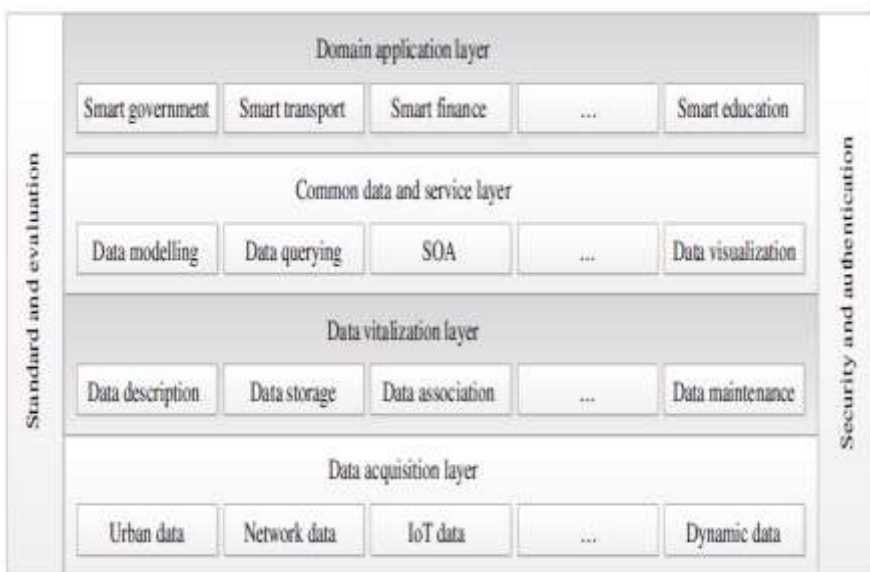 Domain application layer
Smart government Smart transport Smart finance ... Smart education
Common data and service layer
Data modelling Data querying SOA ... Data visualization
Data vitalization layer
Data description Data storage Data association ... Data maintenance
Data acquisition layer
Urban data Network data IoT data ... Dynamic data
Standard and evaluation
Security and authentication